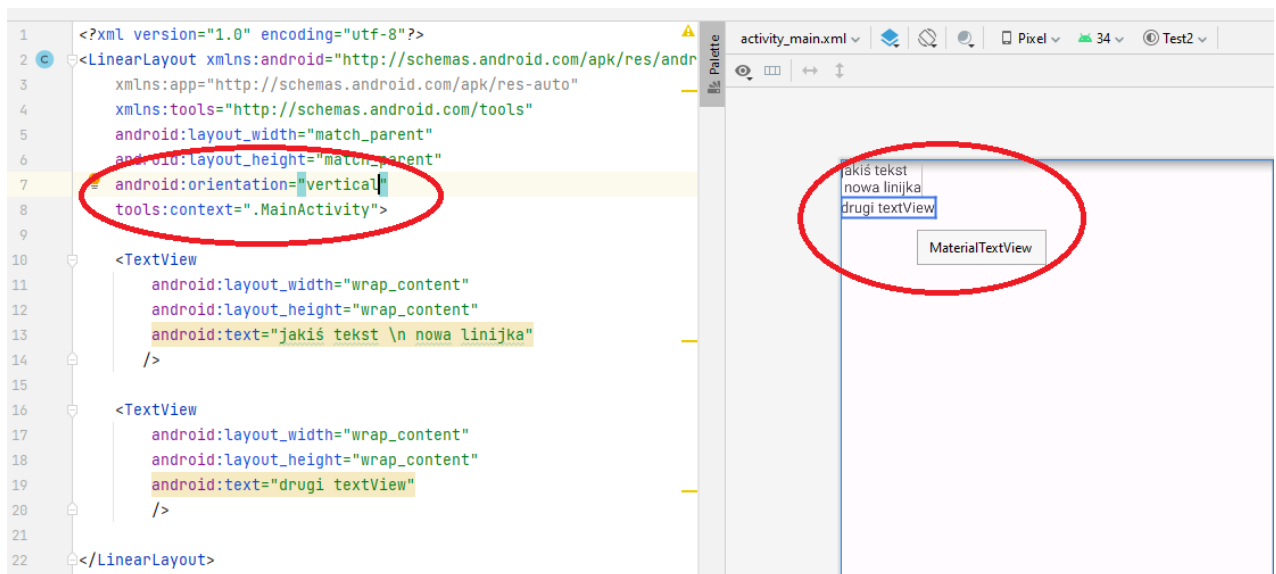 1 <?xml version="1.0" encoding="utf-8"?>
2 C <LinearLayout xmlns:android="http://schemas.android.com/apk/res/andr
3 xmlns:app="http://schemas.android.com/apk/res-auto"
4 xmlns:tools="http://schemas.android.com/tools"
5 android:layout_width="match_parent"
6 android:layout_height="match_parent"
7 android:orientation="vertical"
8 tools:context=".MainActivity">
9
10 <TextView
11 android:layout_width="wrap_content"
12 android:layout_height="wrap_content"
13 android:text="jakiś tekst \n nowa linijka"
14 />
15
16 <TextView
17 android:layout_width="wrap_content"
18 android:layout_height="wrap_content"
19 android:text="drugi textView"
20 />
21
22 </LinearLayout>
Palette
activity_main.xml Pixel 34 Test2
jakiś tekst
nowa linijka
drugi textView
MaterialTextView